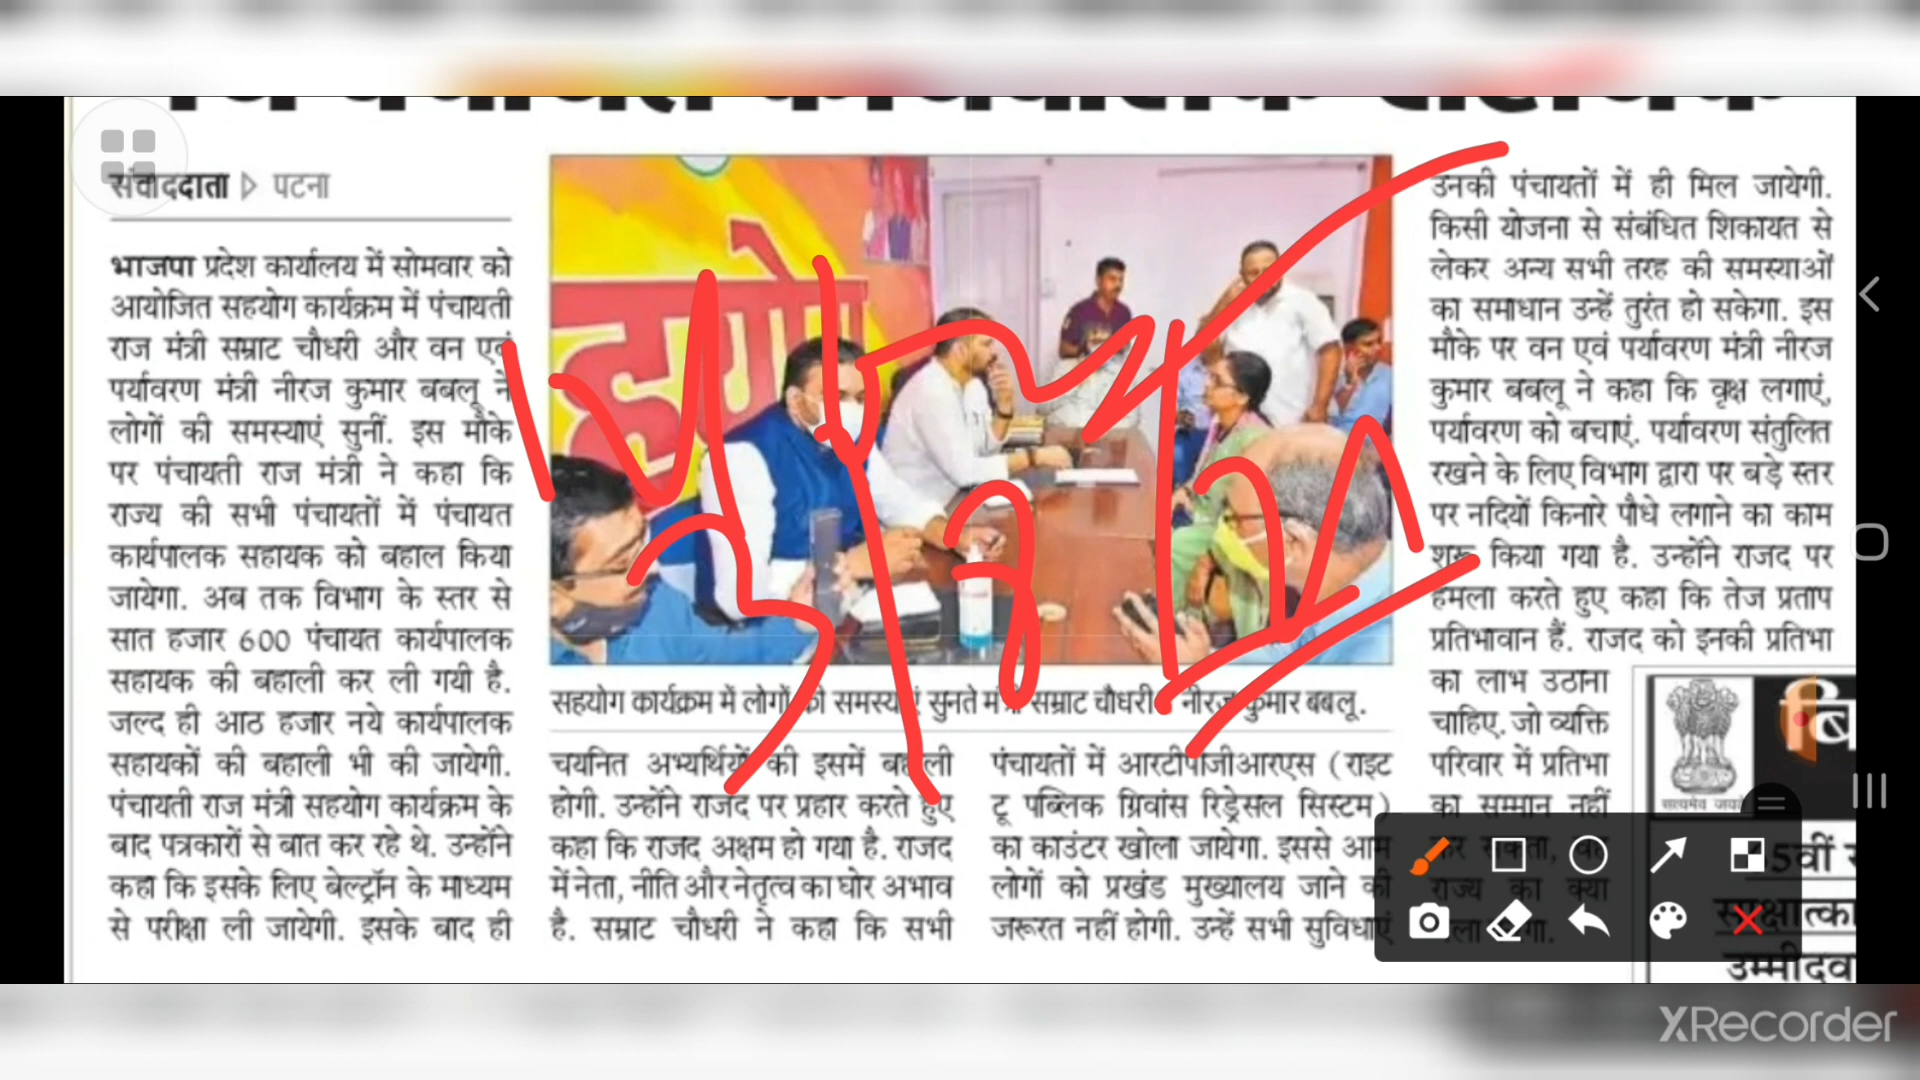 संवाददाता ▷ पटना
भाजपा प्रदेश कार्यालय में सोमवार को
आयोजित सहयोग कार्यक्रम में पंचायती
राज मंत्री सम्राट चौधरी और वन एवं
पर्यावरण मंत्री नीरज कुमार बबलू ने
लोगों की समस्याएं सुनीं. इस मौके
पर पंचायती राज मंत्री ने कहा कि
राज्य की सभी पंचायतों में पंचायत
कार्यपालक सहायक को बहाल किया
जायेगा. अब तक विभाग के स्तर से
सात हजार 600 पंचायत कार्यपालक
सहायक की बहाली कर ली गयी है.
जल्द ही आठ हजार नये कार्यपालक
सहायकों की बहाली भी की जायेगी.
पंचायती राज मंत्री सहयोग कार्यक्रम के
बाद पत्रकारों से बात कर रहे थे. उन्होंने
कहा कि इसके लिए बेल्ट्रॉन के माध्यम
से परीक्षा ली जायेगी. इसके बाद ही
सहयोग कार्यक्रम में लोगों की समस्याएं सुनते मंत्री सम्राट चौधरी व नीरज कुमार बबलू.
चयनित अभ्यर्थियों की इसमें बहाली
होगी. उन्होंने राजद पर प्रहार करते हुए
कहा कि राजद अक्षम हो गया है. राजद
में नेता, नीति और नेतृत्व का घोर अभाव
है. सम्राट चौधरी ने कहा कि सभी
पंचायतों में आरटीपीजीआरएस (राइट
टू पब्लिक ग्रिवांस रिड्रेसल सिस्टम)
का काउंटर खोला जायेगा. इससे आम
लोगों को प्रखंड मुख्यालय जाने की
जरूरत नहीं होगी. उन्हें सभी सुविधाएं
उनकी पंचायतों में ही मिल जायेगी.
किसी योजना से संबंधित शिकायत से
लेकर अन्य सभी तरह की समस्याओं
का समाधान उन्हें तुरंत हो सकेगा. इस
मौके पर वन एवं पर्यावरण मंत्री नीरज
कुमार बबलू ने कहा कि वृक्ष लगाएं,
पर्यावरण को बचाएं. पर्यावरण संतुलित
रखने के लिए विभाग द्वारा पर बड़े स्तर
पर नदियों किनारे पौधे लगाने का काम
शुरू किया गया है. उन्होंने राजद पर
हमला करते हुए कहा कि तेज प्रताप
प्रतिभावान हैं. राजद को इनकी प्रतिभा
का लाभ उठाना
चाहिए. जो व्यक्ति
परिवार में प्रतिभा
का सम्मान नहीं
कर सकता, वह
राज्य का क्या
सत्यमेव जयते
उम्मीदवा
XRecorder